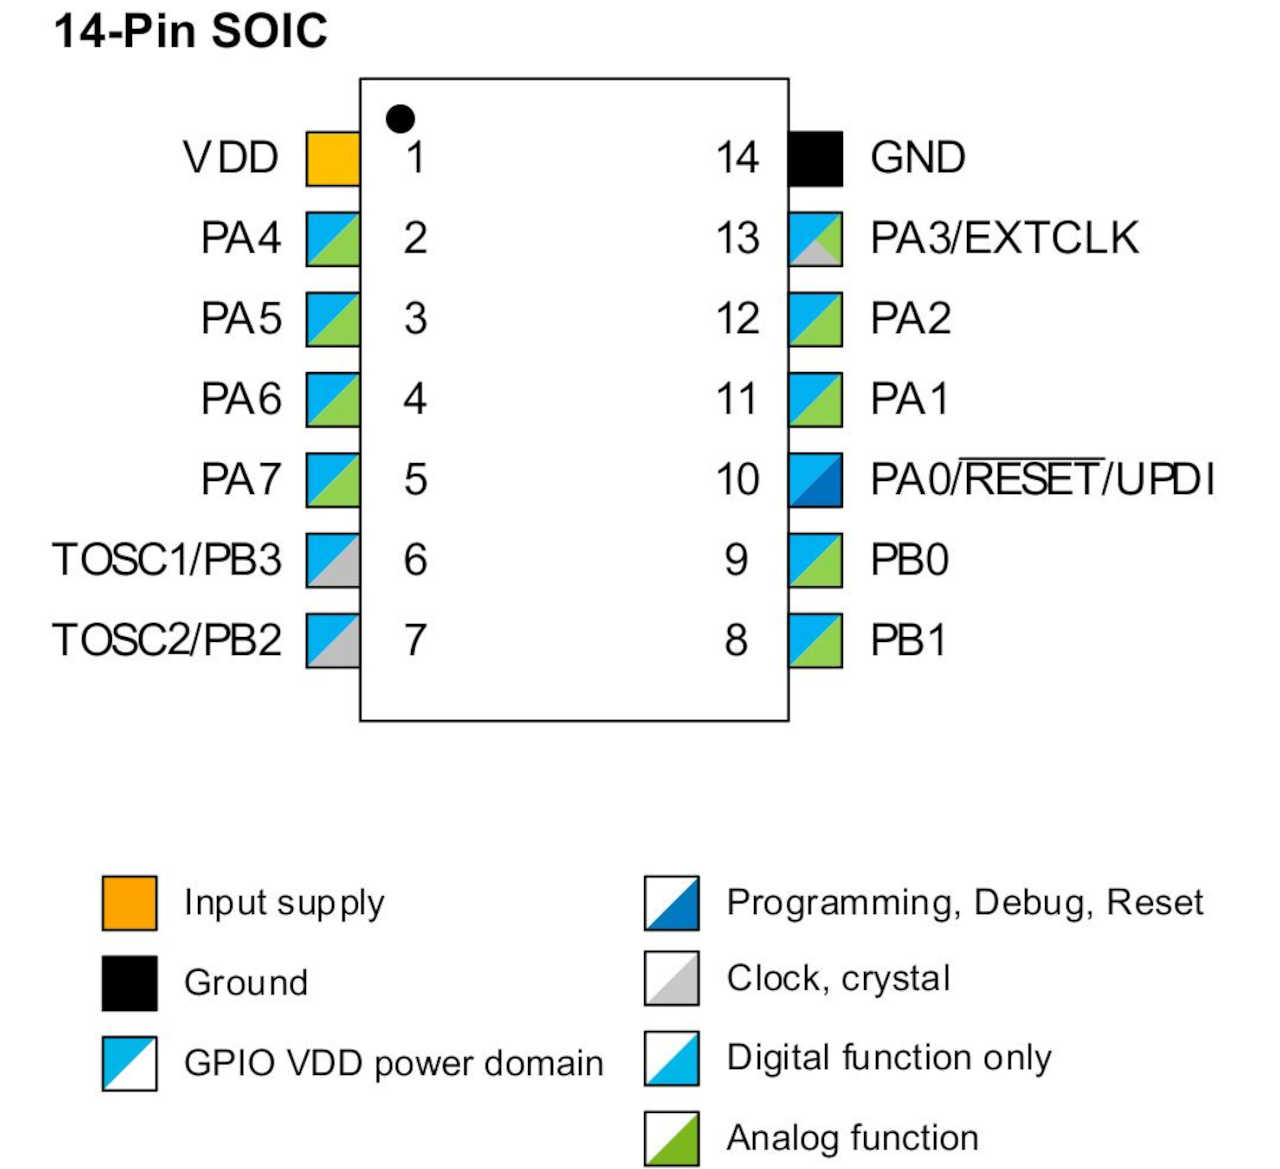 14-Pin SOIC
VDD 1 14 GND
PA4 2 13 PA3/EXTCLK
PA5 3 12 PA2
PA6 4 11 PA1
PA7 5 10 PA0/RESET/UPDI
TOSC1/PB3 6 9 PB0
TOSC2/PB2 7 8 PB1
Input supply
Ground
GPIO VDD power domain
Programming, Debug, Reset
Clock, crystal
Digital function only
Analog function